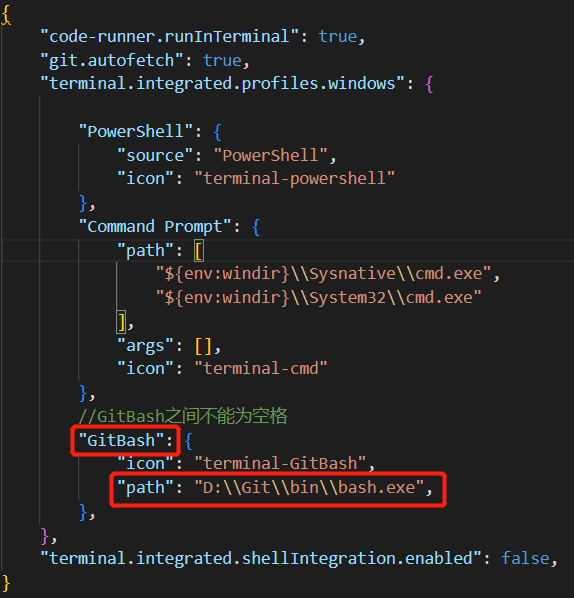 {
"code-runner.runInTerminal": true,
"git.autofetch": true,
"terminal.integrated.profiles.windows": {
"PowerShell": {
"source": "PowerShell",
"icon": "terminal-powershell"
},
"Command Prompt": {
"path": [
"${env:windir}\\Sysnative\\cmd.exe",
"${env:windir}\\System32\\cmd.exe"
],
"args": [],
"icon": "terminal-cmd"
},
//GitBash之间不能为空格
"GitBash": {
"icon": "terminal-GitBash",
"path": "D:\\Git\\bin\\bash.exe",
},
},
"terminal.integrated.shellIntegration.enabled": false,
}